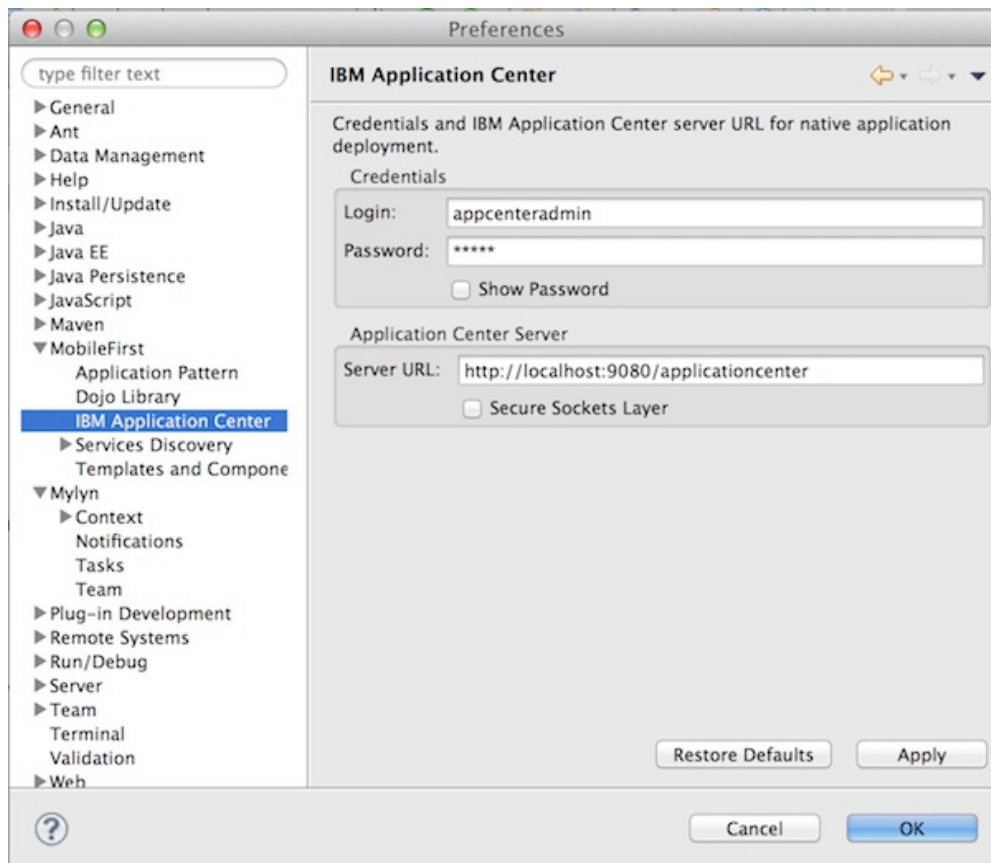 Preferences
type filter text
General
Ant
Data Management
Help
Install/Update
Java
Java EE
Java Persistence
JavaScript
Maven
MobileFirst
Application Pattern
Dojo Library
IBM Application Center
Services Discovery
Templates and Compone
Mylyn
Context
Notifications
Tasks
Team
Plug-in Development
Remote Systems
Run/Debug
Server
Team
Terminal
Validation
Web
IBM Application Center
Credentials and IBM Application Center server URL for native application
deployment.
Credentials
Login: appcenteradmin
Password: *****
Show Password
Application Center Server
Server URL: http://localhost:9080/applicationcenter
Secure Sockets Layer
Restore Defaults Apply
? Cancel OK